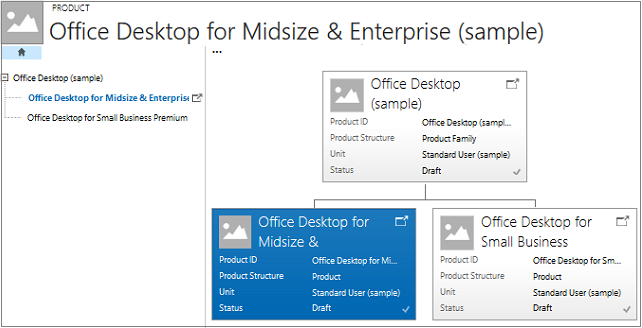 PRODUCT
Office Desktop for Midsize & Enterprise (sample)
...
Office Desktop (sample)
Office Desktop for Midsize & Enterprise
Office Desktop for Small Business Premium
Office Desktop
(sample)
Product ID Office Desktop (sampl...
Product Structure Product Family
Unit Standard User (sample)
Status Draft
Office Desktop for
Midsize &
Product ID Office Desktop for Mi...
Product Structure Product
Unit Standard User (sample)
Status Draft
Office Desktop for
Small Business
Product ID Office Desktop for Sm...
Product Structure Product
Unit Standard User (sample)
Status Draft